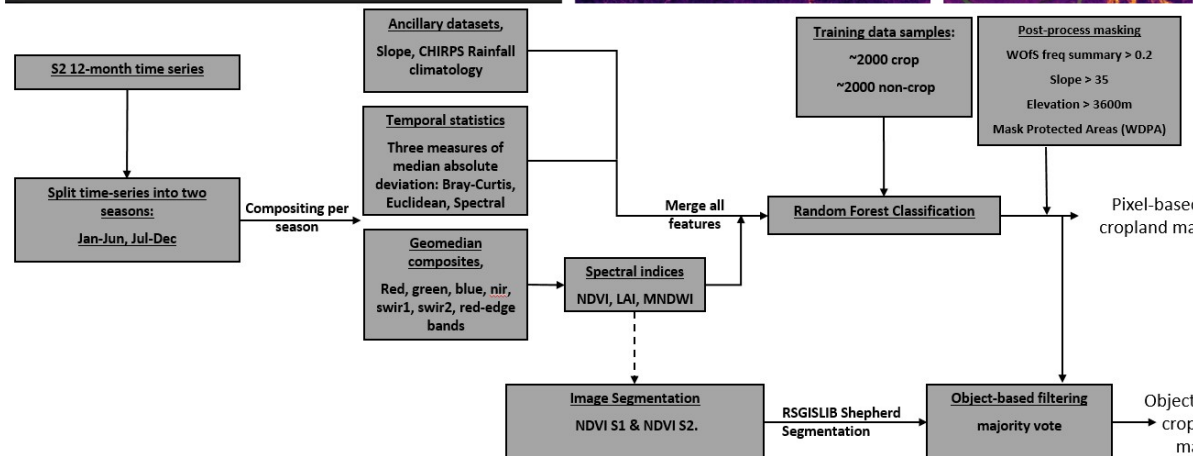 S2 12-month time series
Split time-series into two
seasons:
Jan-Jun, Jul-Dec
Compositing per
season
Ancillary datasets,
Slope, CHIRPS Rainfall
climatology
Temporal statistics
Three measures of
median absolute
deviation: Bray-Curtis,
Euclidean, Spectral
Geomedian
composites,
Red, green, blue, nir,
swir1, swir2, red-edge
bands
Spectral indices
NDVI, LAI, MNDWI
Merge all
features
Training data samples:
~2000 crop
~2000 non-crop
Random Forest Classification
Post-process masking
WOfS freq summary > 0.2
Slope > 35
Elevation > 3600m
Mask Protected Areas (WDPA)
Pixel-based
cropland ma
Image Segmentation
NDVI S1 & NDVI S2.
RSGISLIB Shepherd
Segmentation
Object-based filtering
majority vote
Object
crop
ma